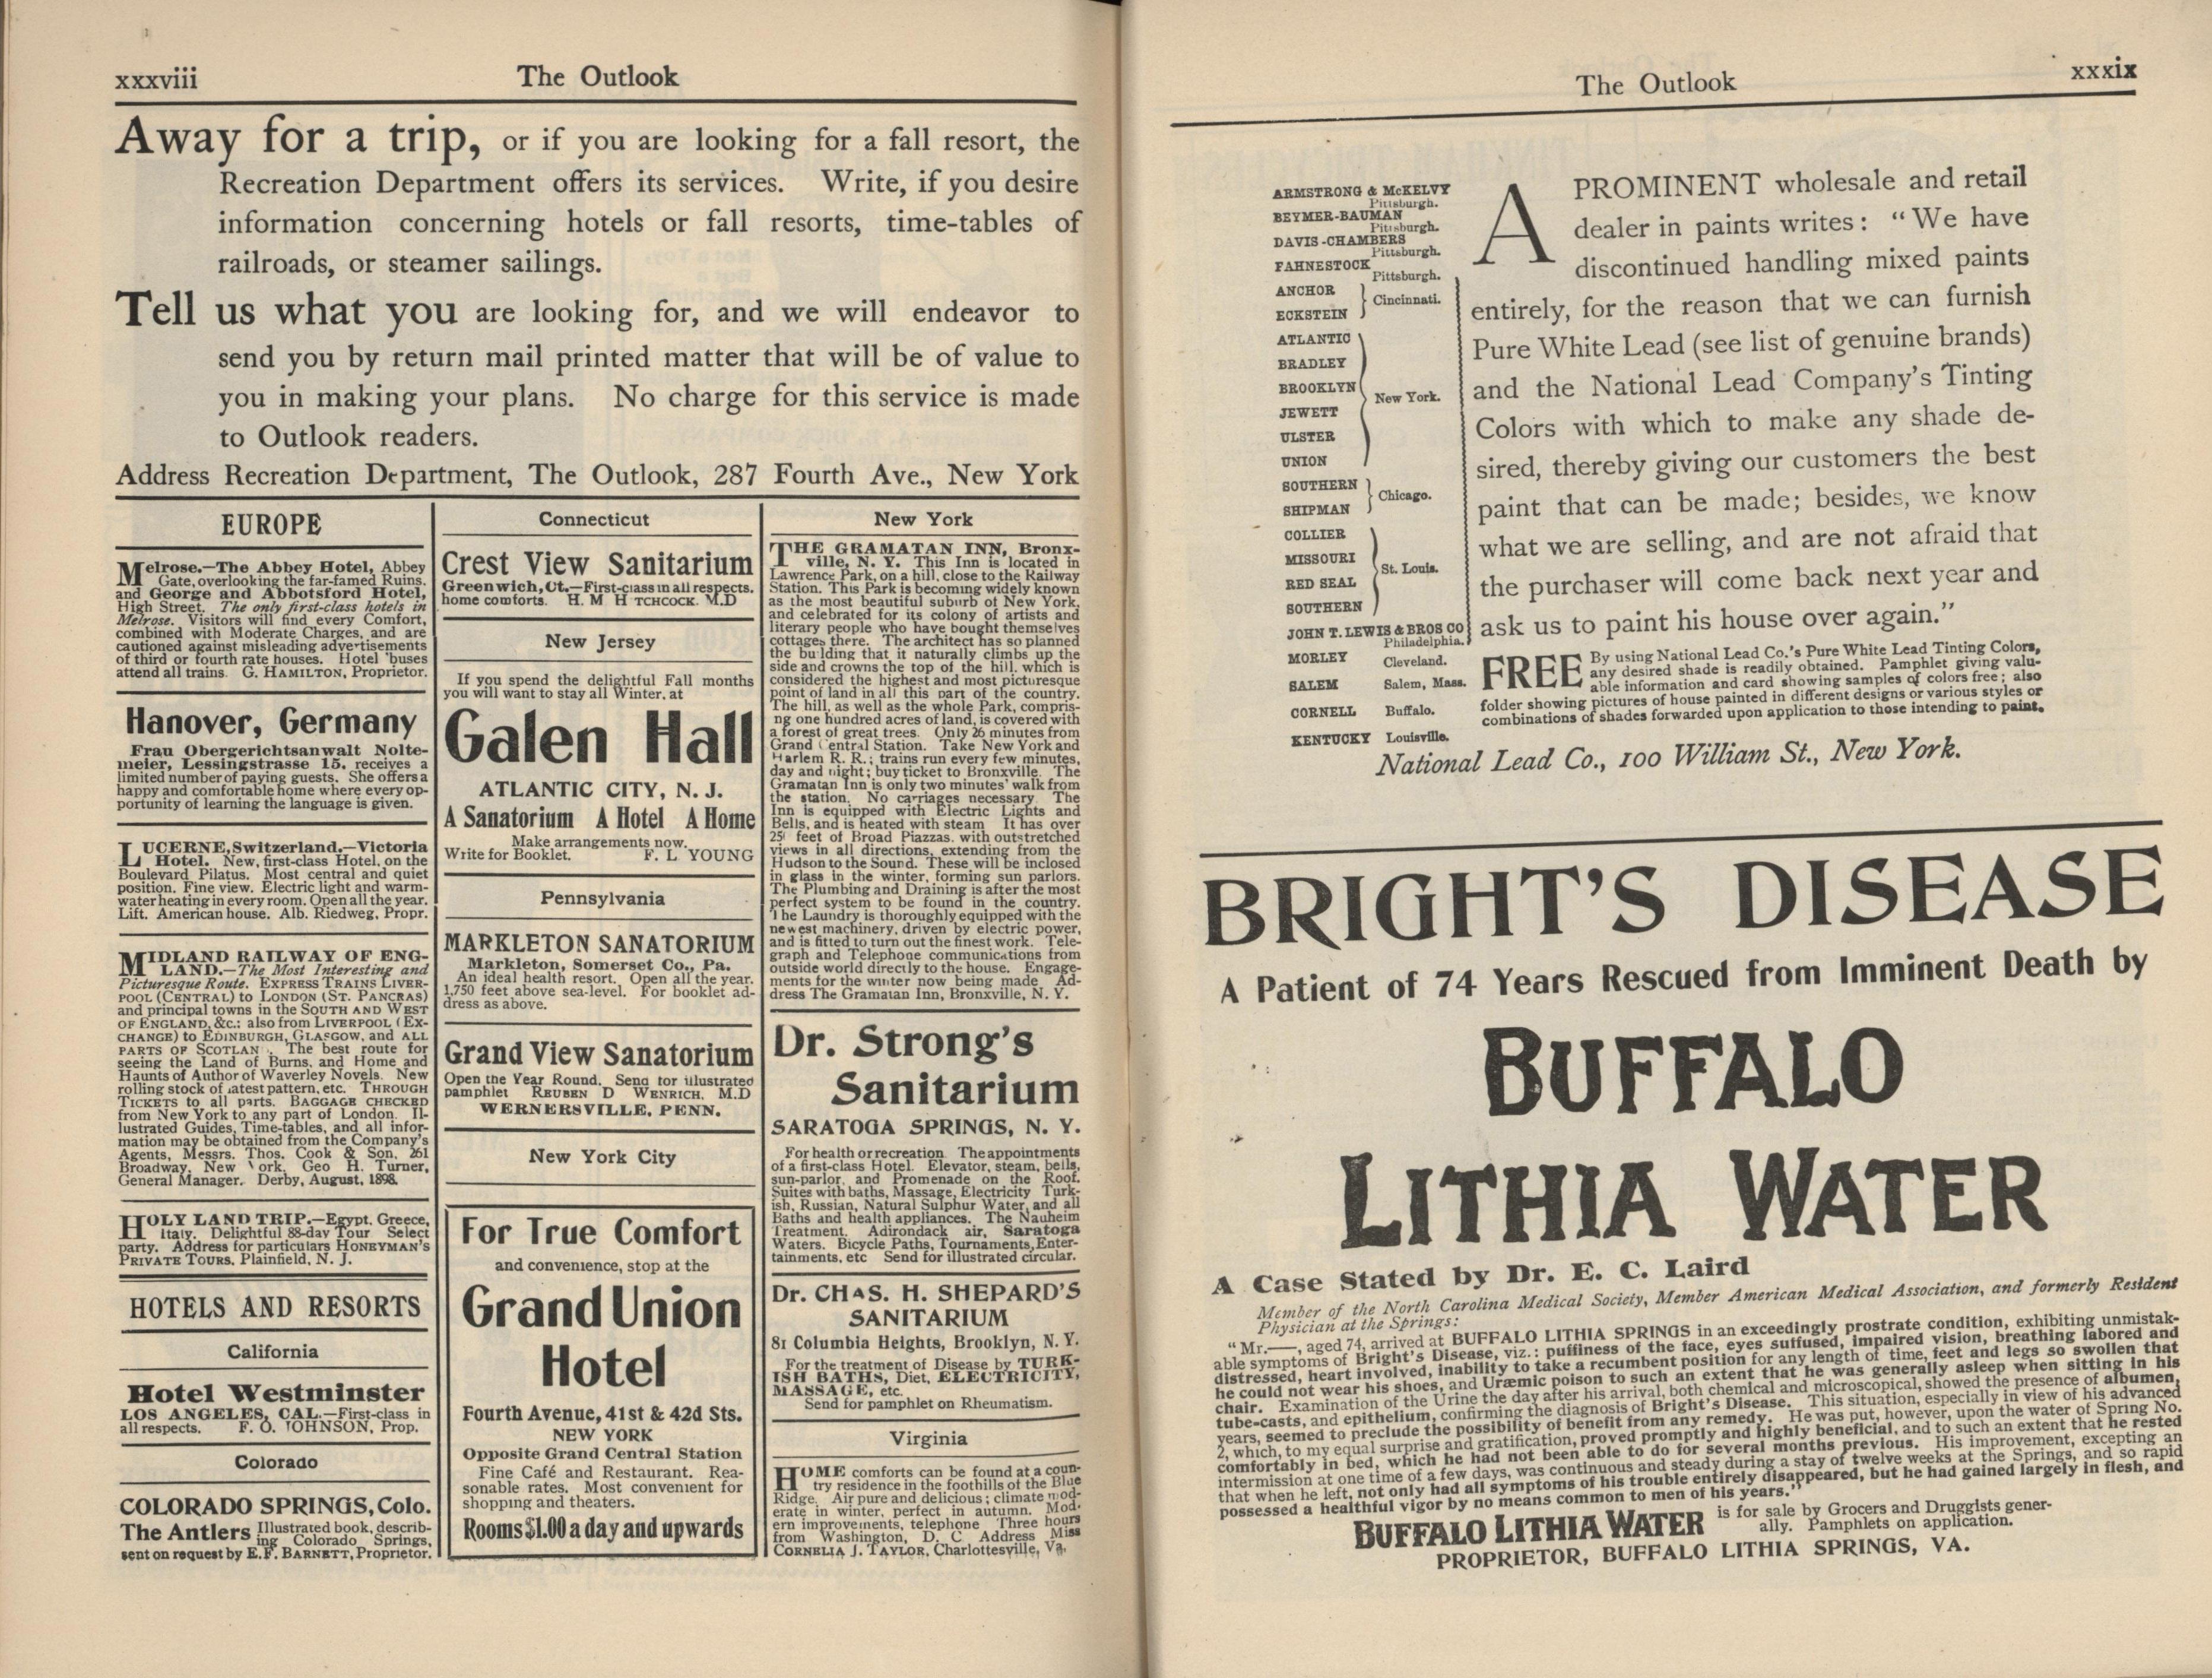 xxxviii
The Outlook
Away for a trip, or if you are looking for a fall resort, the
Recreation Department offers its services. Write, if you desire
information concerning hotels or fall resorts, time-tables of
railroads, or steamer sailings.
Tell us what you are looking for, and we will endeavor to
send you by return mail printed matter that will be of value to
you in making your plans. No charge for this service is made
to Outlook readers.
Address Recreation Department, The Outlook, 287 Fourth Ave., New York
EUROPE
Melrose.—The Abbey Hotel, Abbey
Gate, overlooking the far-famed Ruins,
and George and Abbotsford Hotel,
High Street. The only first-class hotels in
Melrose. Visitors will find every Comfort,
combined with Moderate Charges, and are
cautioned against misleading advertisements
of third or fourth rate houses. Hotel 'buses
attend all trains. G. HAMILTON, Proprietor.
Hanover, Germany
Frau Obergerichtsanwalt Nolte-
meier, Lessingstrasse 15, receives a
limited number of paying guests. She offers a
happy and comfortable home where every op-
portunity of learning the language is given.
LUCERNE, Switzerland.—Victoria
Hotel. New, first-class Hotel, on the
Boulevard Pilatus. Most central and quiet
position. Fine view. Electric light and warm-
water heating in every room. Open all the year.
Lift. American house. Alb. Riedweg, Propr.
MIDLAND RAILWAY OF ENG-
LAND.—The Most Interesting and
Picturesque Route. EXPRESS TRAINS LIVER-
POOL (CENTRAL) to LONDON (ST. PANCRAS)
and principal towns in the SOUTH AND WEST
OF ENGLAND, &c.; also from LIVERPOOL (EX-
CHANGE) to EDINBURGH, GLASGOW, and ALL
PARTS OF SCOTLAN. The best route for
seeing the Land of Burns, and Home and
Haunts of Author of Waverley Novels. New
rolling stock of latest pattern, etc. THROUGH
TICKETS to all parts. BAGGAGE CHECKED
from New York to any part of London. Il-
lustrated Guides, Time-tables, and all infor-
mation may be obtained from the Company's
Agents, Messrs. Thos. Cook & Son, 261
Broadway, New York, Geo H. Turner,
General Manager. Derby, August, 1898.
HOLY LAND TRIP.—Egypt, Greece,
Italy. Delightful 88-day Tour Select
party. Address for particulars HONEYMAN'S
PRIVATE TOURS, Plainfield, N. J.
HOTELS AND RESORTS
California
Hotel Westminster
LOS ANGELES, CAL.—First-class in
all respects. F. O. JOHNSON, Prop.
Colorado
COLORADO SPRINGS, Colo.
The Antlers Illustrated book, describ-
ing Colorado Springs,
sent on request by E. F. BARNETT, Proprietor.
Connecticut
Crest View Sanitarium
Greenwich, Ct.—First-class in all respects.
home comforts. H. M H TCHCOCK. M.D
New Jersey
If you spend the delightful Fall months
you will want to stay all Winter, at
Galen Hall
ATLANTIC CITY, N. J.
A Sanatorium A Hotel A Home
Make arrangements now.
Write for Booklet. F. L YOUNG
Pennsylvania
MARKLETON SANATORIUM
Markleton, Somerset Co., Pa.
An ideal health resort. Open all the year.
1,750 feet above sea-level. For booklet ad-
dress as above.
Grand View Sanatorium
Open the Year Round. Send for illustrated
pamphlet REUBEN D WENRICH, M.D
WERNERSVILLE, PENN.
New York City
For True Comfort
and convenience, stop at the
Grand Union
Hotel
Fourth Avenue, 41st & 42d Sts.
NEW YORK
Opposite Grand Central Station
Fine Café and Restaurant. Rea-
sonable rates. Most convenient for
shopping and theaters.
Rooms $1.00 a day and upwards
New York
THE GRAMATAN INN, Bronx-
ville, N. Y. This Inn is located in
Lawrence Park, on a hill, close to the Railway
Station. This Park is becoming widely known
as the most beautiful suburb of New York,
and celebrated for its colony of artists and
literary people who have bought themselves
cottages there. The architect has so planned
the building that it naturally climbs up the
side and crowns the top of the hill, which is
considered the highest and most picturesque
point of land in all this part of the country.
The hill, as well as the whole Park, compris-
ng one hundred acres of land, is covered with
a forest of great trees. Only 26 minutes from
Grand Central Station. Take New York and
Harlem R. R.; trains run every few minutes,
day and night; buy ticket to Bronxville. The
Gramatan Inn is only two minutes' walk from
the station. No carriages necessary. The
Inn is equipped with Electric Lights and
Bells, and is heated with steam It has over
250 feet of Broad Piazzas, with outstretched
views in all directions, extending from the
Hudson to the Sound. These will be inclosed
in glass in the winter, forming sun parlors.
The Plumbing and Draining is after the most
perfect system to be found in the country.
The Laundry is thoroughly equipped with the
newest machinery, driven by electric power,
and is fitted to turn out the finest work. Tele-
graph and Telephone communications from
outside world directly to the house. Engage-
ments for the winter now being made Ad-
dress The Gramatan Inn, Bronxville, N. Y.
Dr. Strong's
Sanitarium
SARATOGA SPRINGS, N. Y.
For health or recreation The appointments
of a first-class Hotel. Elevator, steam, bells,
sun-parlor, and Promenade on the Roof.
Suites with baths, Massage, Electricity Turk-
ish, Russian, Natural Sulphur Water, and all
Baths and health appliances. The Nauheim
Treatment. Adirondack air, Saratoga
Waters. Bicycle Paths, Tournaments, Enter-
tainments, etc Send for illustrated circular.
Dr. CHAS. H. SHEPARD'S
SANITARIUM
81 Columbia Heights, Brooklyn, N. Y.
For the treatment of Disease by TURK-
ISH BATHS, Diet, ELECTRICITY,
MASSAGE, etc.
Send for pamphlet on Rheumatism.
Virginia
HOME comforts can be found at a coun-
try residence in the foothills of the Blue
Ridge. Air pure and delicious; climate mod-
erate in winter, perfect in autumn. Mod-
ern improvements, telephone Three hours
from Washington, D. C Address Miss
CORNELIA J. TAYLOR, Charlottesville, Va.
The Outlook
xxxix
ARMSTRONG & McKELVY
Pittsburgh.
BEYMER-BAUMAN
Pittsburgh.
DAVIS-CHAMBERS
Pittsburgh.
FAHNESTOCK
Pittsburgh.
ANCHOR
Cincinnati.
ECKSTEIN
ATLANTIC
BRADLEY
BROOKLYN
New York.
JEWETT
ULSTER
UNION
SOUTHERN
Chicago.
SHIPMAN
COLLIER
MISSOURI
St. Louis.
RED SEAL
SOUTHERN
JOHN T. LEWIS & BROS CO
Philadelphia.
MORLEY Cleveland.
SALEM Salem, Mass.
CORNELL Buffalo.
KENTUCKY Louisville.
A PROMINENT wholesale and retail
dealer in paints writes: "We have
discontinued handling mixed paints
entirely, for the reason that we can furnish
Pure White Lead (see list of genuine brands)
and the National Lead Company's Tinting
Colors with which to make any shade de-
sired, thereby giving our customers the best
paint that can be made; besides, we know
what we are selling, and are not afraid that
the purchaser will come back next year and
ask us to paint his house over again."
FREE By using National Lead Co.'s Pure White Lead Tinting Colors,
any desired shade is readily obtained. Pamphlet giving valu-
able information and card showing samples of colors free; also
folder showing pictures of house painted in different designs or various styles or
combinations of shades forwarded upon application to those intending to paint.
National Lead Co., 100 William St., New York.
BRIGHT'S DISEASE
A Patient of 74 Years Rescued from Imminent Death by
BUFFALO
LITHIA WATER
A Case Stated by Dr. E. C. Laird
Member of the North Carolina Medical Society, Member American Medical Association, and formerly Resident
Physician at the Springs:
"Mr.——, aged 74, arrived at BUFFALO LITHIA SPRINGS in an exceedingly prostrate condition, exhibiting unmistak-
able symptoms of Bright's Disease, viz.: puffiness of the face, eyes suffused, impaired vision, breathing labored and
distressed, heart involved, inability to take a recumbent position for any length of time, feet and legs so swollen that
he could not wear his shoes, and Uræmic poison to such an extent that he was generally asleep when sitting in his
chair. Examination of the Urine the day after his arrival, both chemical and microscopical, showed the presence of albumen,
tube-casts, and epithelium, confirming the diagnosis of Bright's Disease. This situation, especially in view of his advanced
years, seemed to preclude the possibility of benefit from any remedy. He was put, however, upon the water of Spring No.
2, which, to my equal surprise and gratification, proved promptly and highly beneficial, and to such an extent that he rested
comfortably in bed, which he had not been able to do for several months previous. His improvement, excepting an
intermission at one time of a few days, was continuous and steady during a stay of twelve weeks at the Springs, and so rapid
that when he left, not only had all symptoms of his trouble entirely disappeared, but he had gained largely in flesh, and
possessed a healthful vigor by no means common to men of his years."
BUFFALO LITHIA WATER is for sale by Grocers and Druggists gener-
ally. Pamphlets on application.
PROPRIETOR, BUFFALO LITHIA SPRINGS, VA.